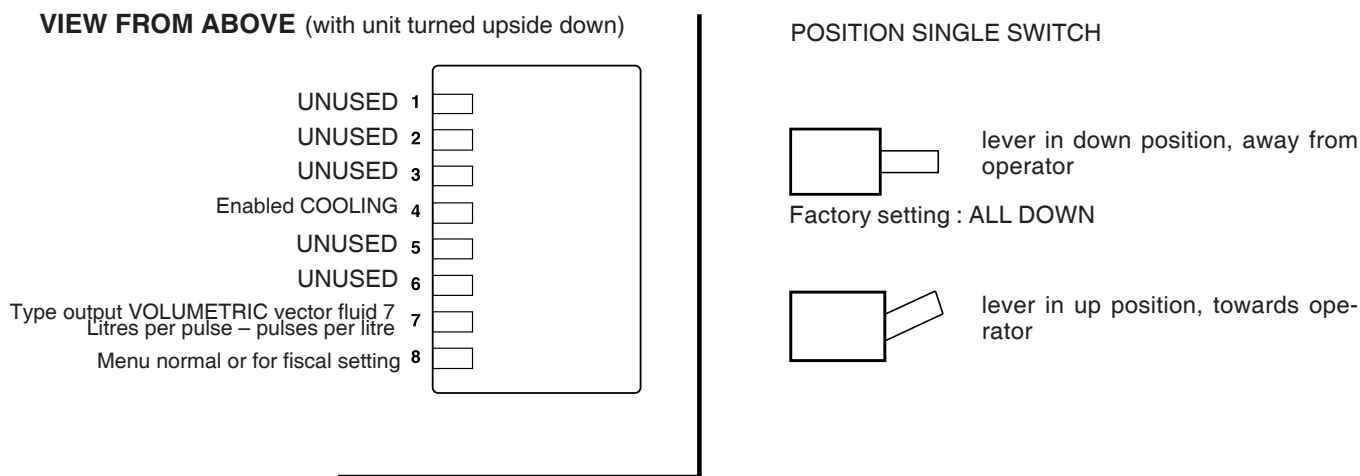 VIEW FROM ABOVE (with unit turned upside down)
UNUSED 1
UNUSED 2
UNUSED 3
Enabled COOLING 4
UNUSED 5
UNUSED 6
Type output VOLUMETRIC vector fluid 7
Litres per pulse – pulses per litre 7
Menu normal or for fiscal setting 8
POSITION SINGLE SWITCH
lever in down position, away from
operator
Factory setting : ALL DOWN
lever in up position, towards ope-
rator